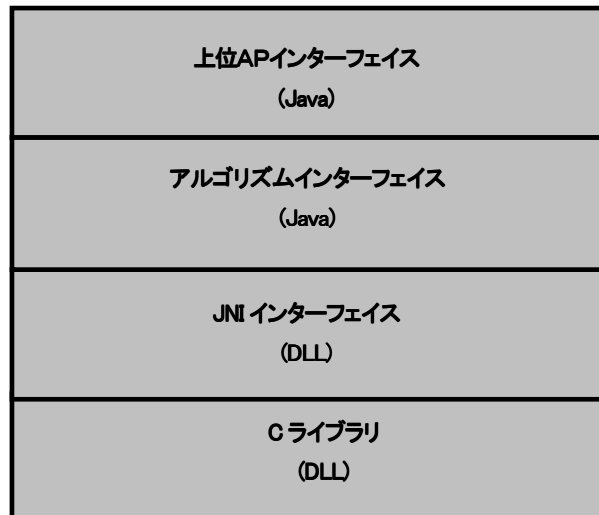 上位APインターフェイス
(Java)
アルゴリズムインターフェイス
(Java)
JNI インターフェイス
(DLL)
C ライブラリ
(DLL)